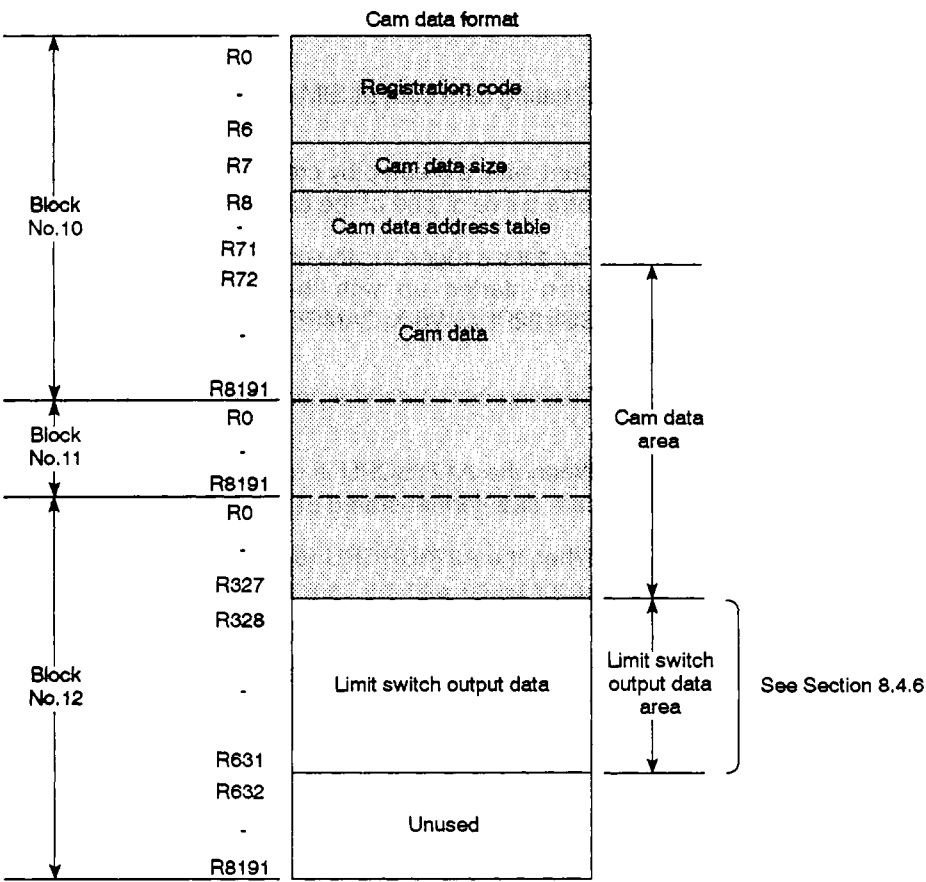 Cam data format
R0
-
R6
Registration code
R7
Cam data size
Block
No.10
R8
-
R71
Cam data address table
R72
-
R8191
Cam data
Cam data
area
Block
No.11
R0
-
R8191
R0
-
R327
Block
No.12
R328
-
R631
Limit switch output data
Limit switch
output data
area
See Section 8.4.6
R632
-
R8191
Unused